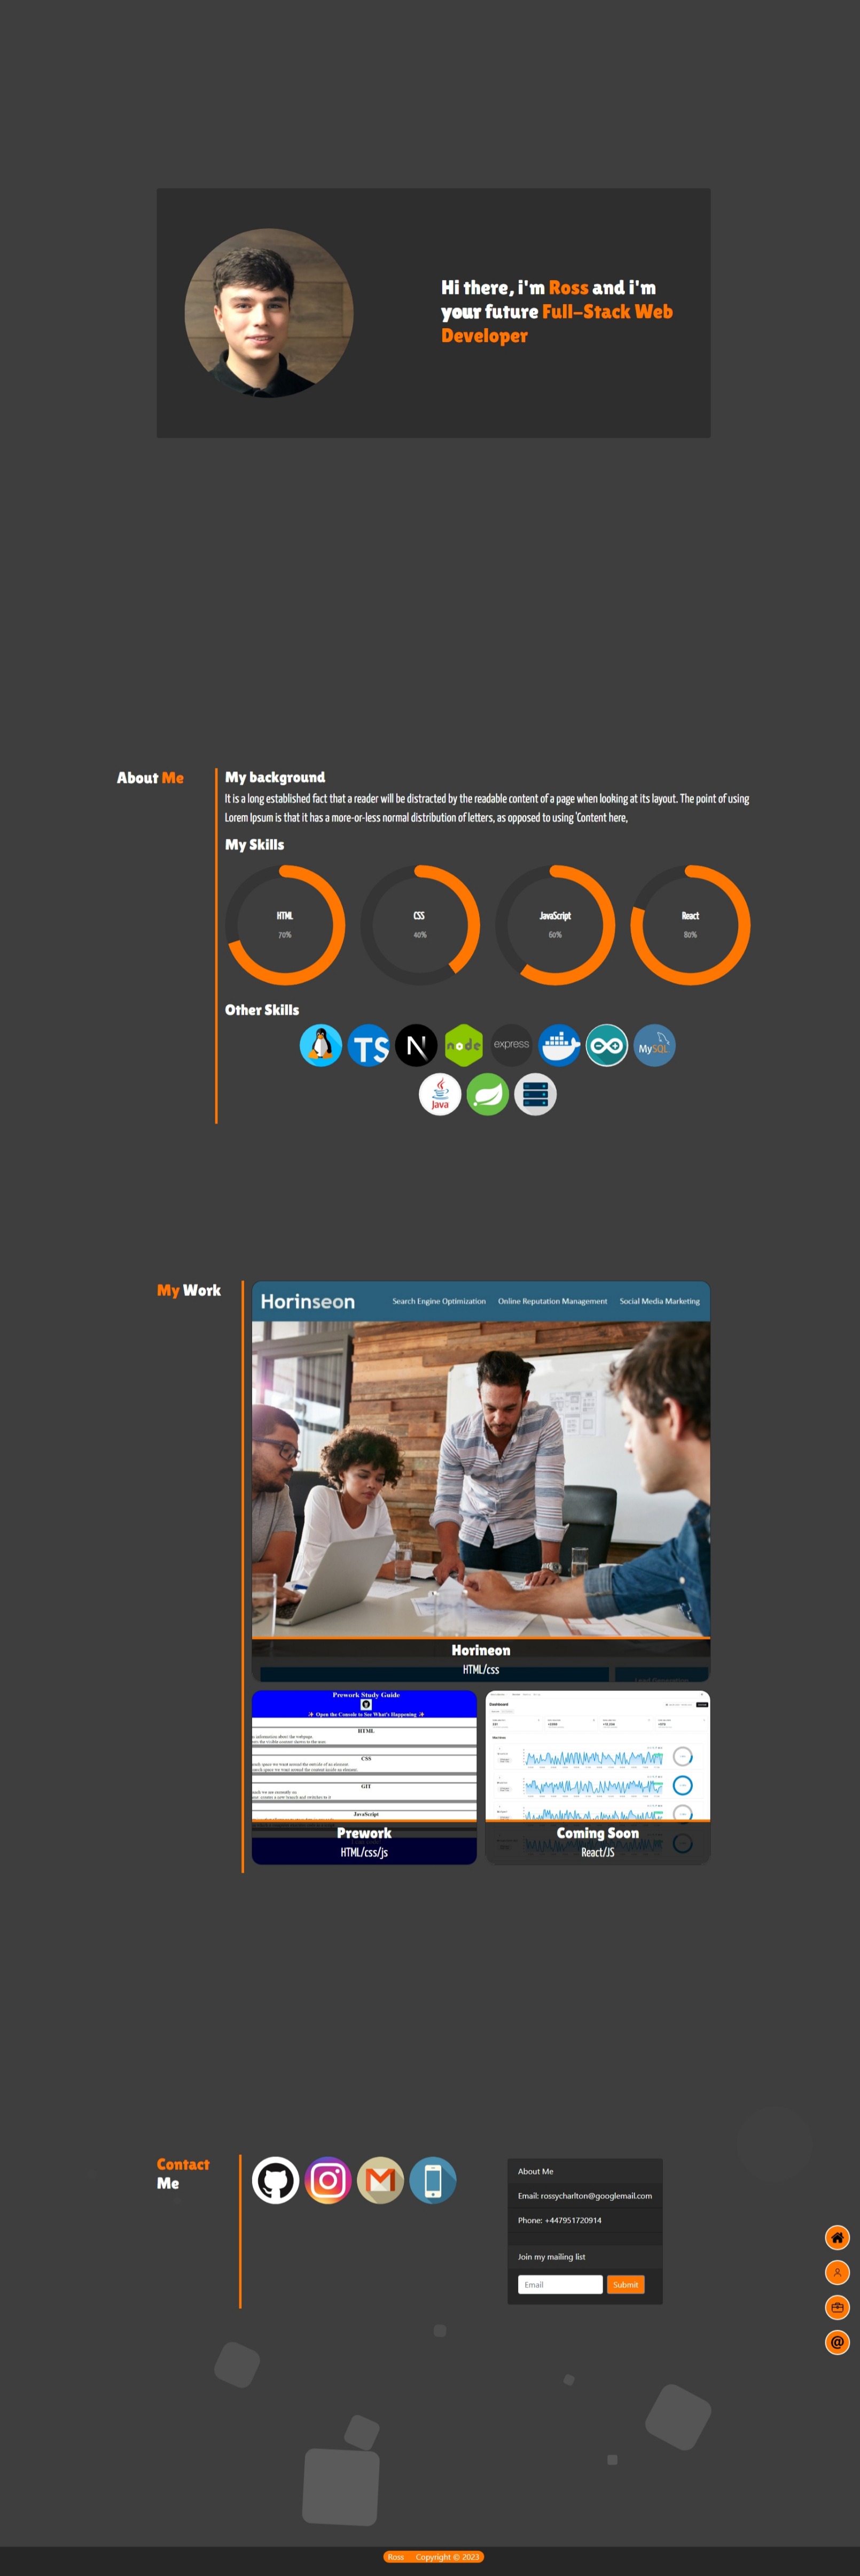 Hi there, i'm Ross and i'm
your future Full-Stack Web
Developer
About Me
My background
It is a long established fact that a reader will be distracted by the readable content of a page when looking at its layout. The point of using
Lorem Ipsum is that it has a more-or-less normal distribution of letters, as opposed to using 'Content here,
My Skills
HTML
70%
CSS
40%
JavaScript
60%
React
80%
Other Skills
TS
N
node
express
MySQL
Java
My Work
Horinseon
Search Engine Optimization
Online Reputation Management
Social Media Marketing
Horineon
HTML/css
Prework Study Guide
✨ Open the Console to See What's Happening ✨
HTML
CSS
GIT
JavaScript
Prework
HTML/css/js
Dashboard
Coming Soon
React/JS
Contact
Me
About Me
Email: rossycharlton@googlemail.com
Phone: +447951720914
Join my mailing list
Email
Submit
Ross Copyright © 2023